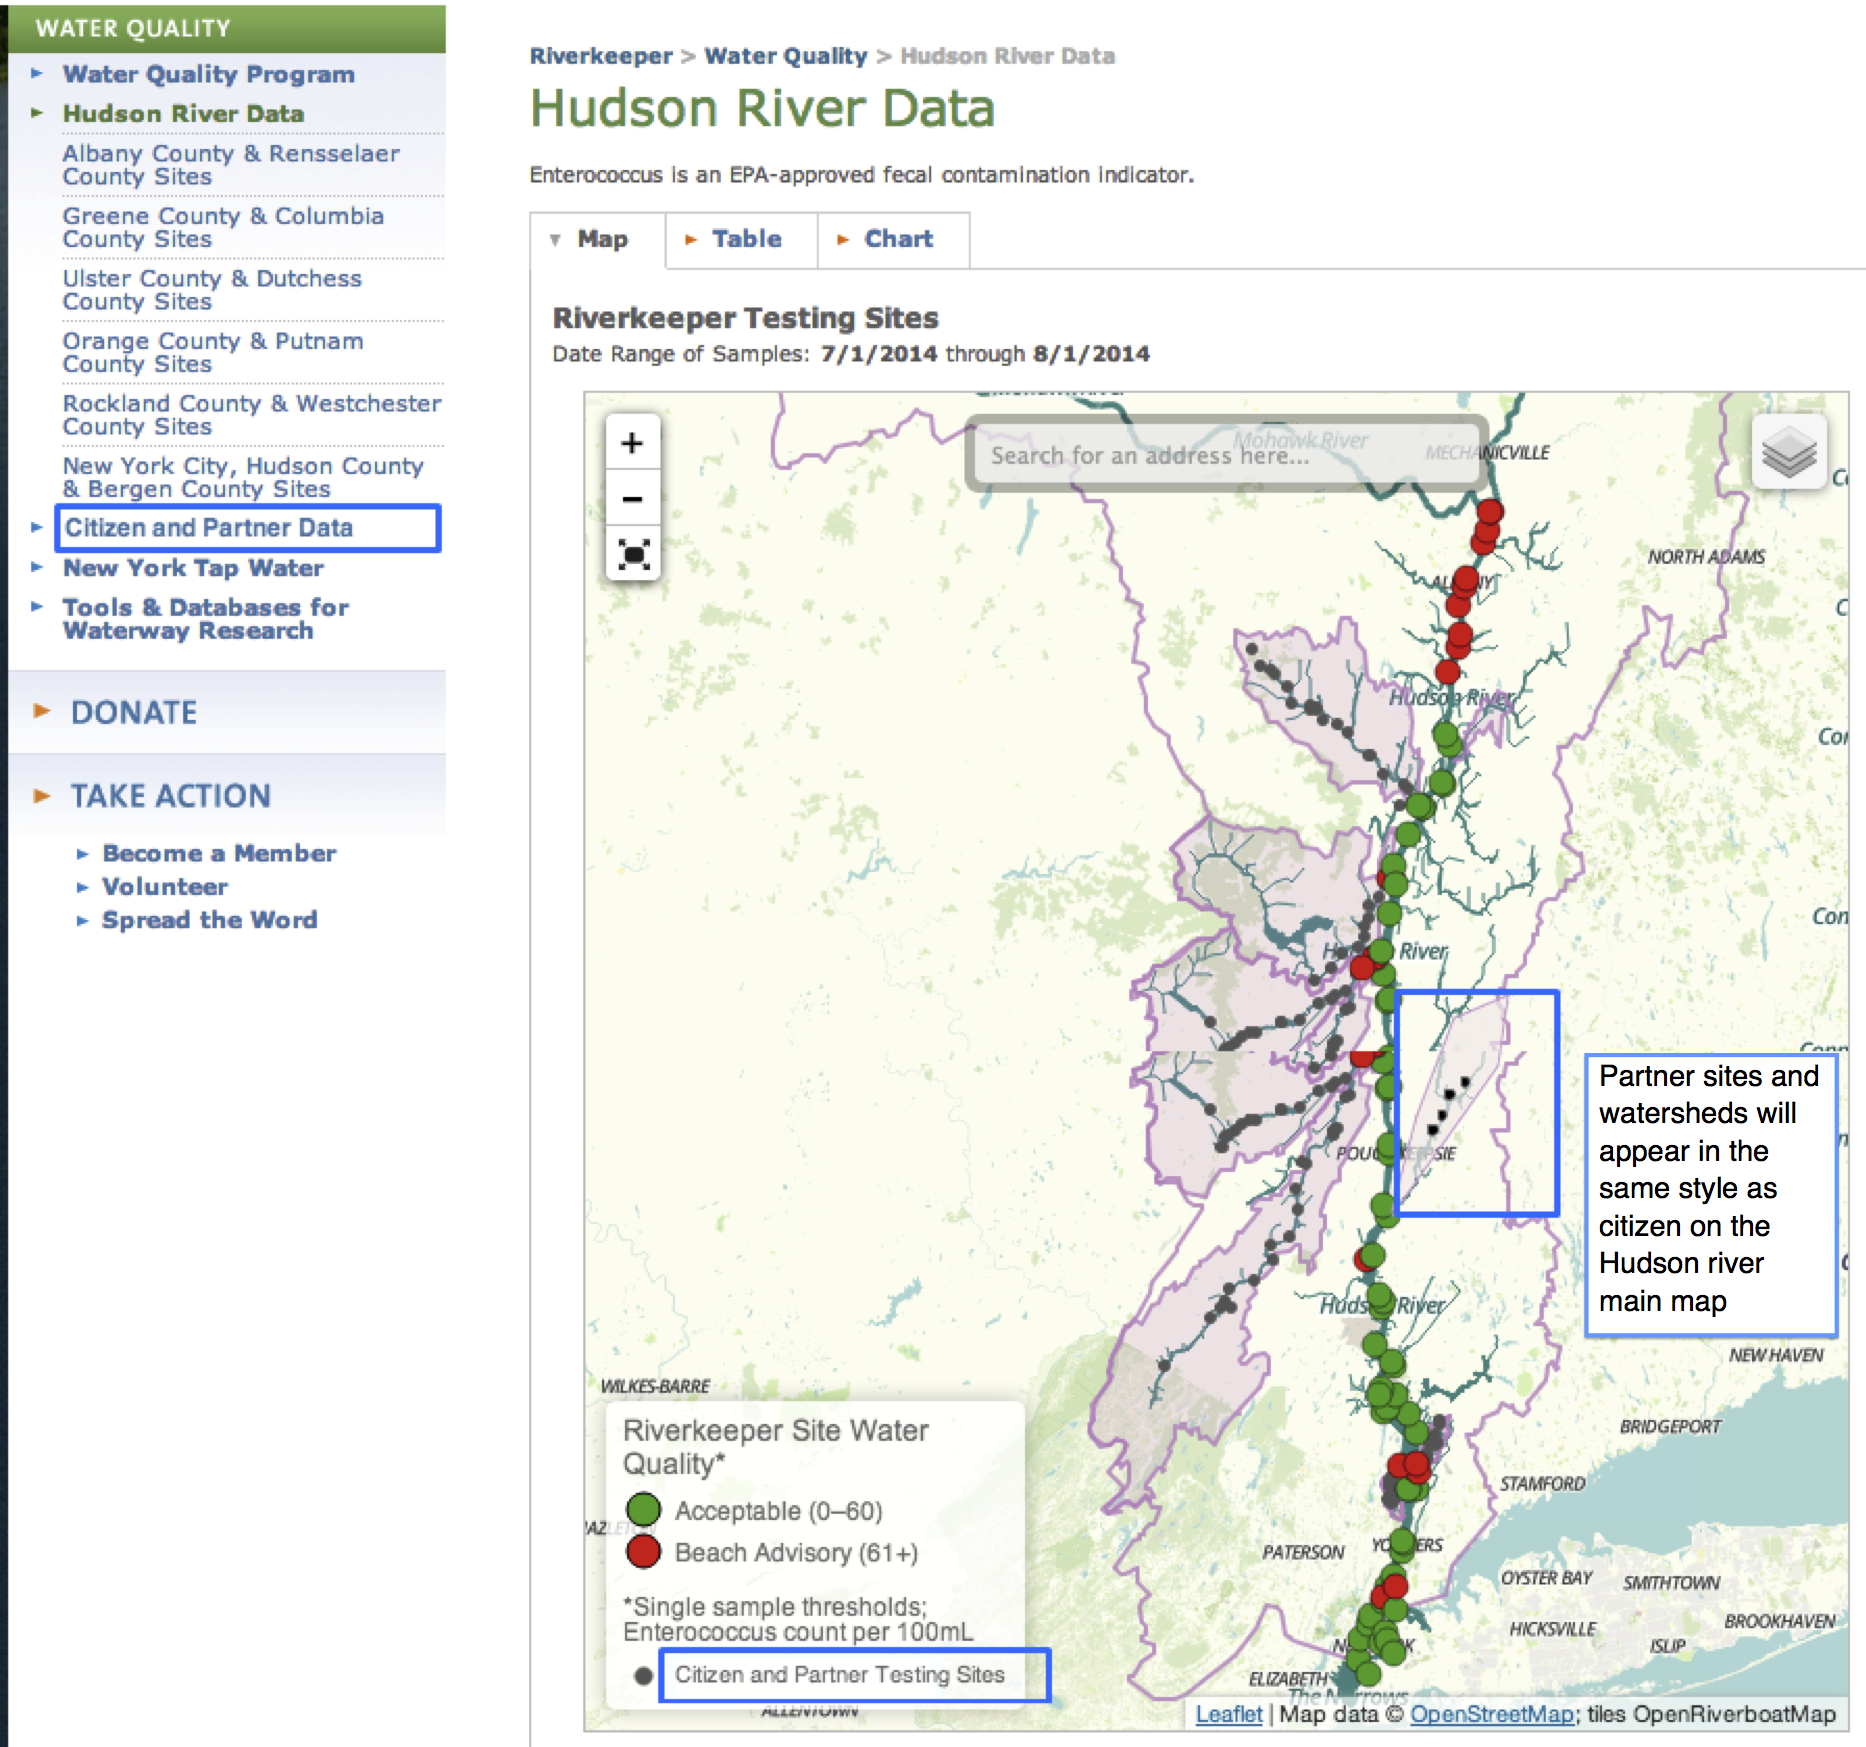 WATER QUALITY
Water Quality Program
Hudson River Data
Albany County & Rensselaer
County Sites
Greene County & Columbia
County Sites
Ulster County & Dutchess
County Sites
Orange County & Putnam
County Sites
Rockland County & Westchester
County Sites
New York City, Hudson County
& Bergen County Sites
Citizen and Partner Data
New York Tap Water
Tools & Databases for
Waterway Research
DONATE
TAKE ACTION
Become a Member
Volunteer
Spread the Word
Riverkeeper > Water Quality > Hudson River Data
Hudson River Data
Enterococcus is an EPA-approved fecal contamination indicator.
Map
Table
Chart
Riverkeeper Testing Sites
Date Range of Samples: 7/1/2014 through 8/1/2014
+
Mohawk River
Search for an address here...
MECHANICVILLE
−
NORTH ADAMS
Hudson River
River
Partner sites and
watersheds will
appear in the
same style as
citizen on the
Hudson river
main map
River
NEW HAVEN
WILKES-BARRE
BRIDGEPORT
STAMFORD
Riverkeeper Site Water
Quality*
Acceptable (0–60)
Beach Advisory (61+)
*Single sample thresholds;
Enterococcus count per 100mL
Citizen and Partner Testing Sites
PATERSON
OYSTER BAY
SMITHTOWN
HICKSVILLE
BROOKHAVEN
ISLIP
ELIZABETH
The Narrows
ALLENTOWN
Leaflet | Map data © OpenStreetMap; tiles OpenRiverboatMap